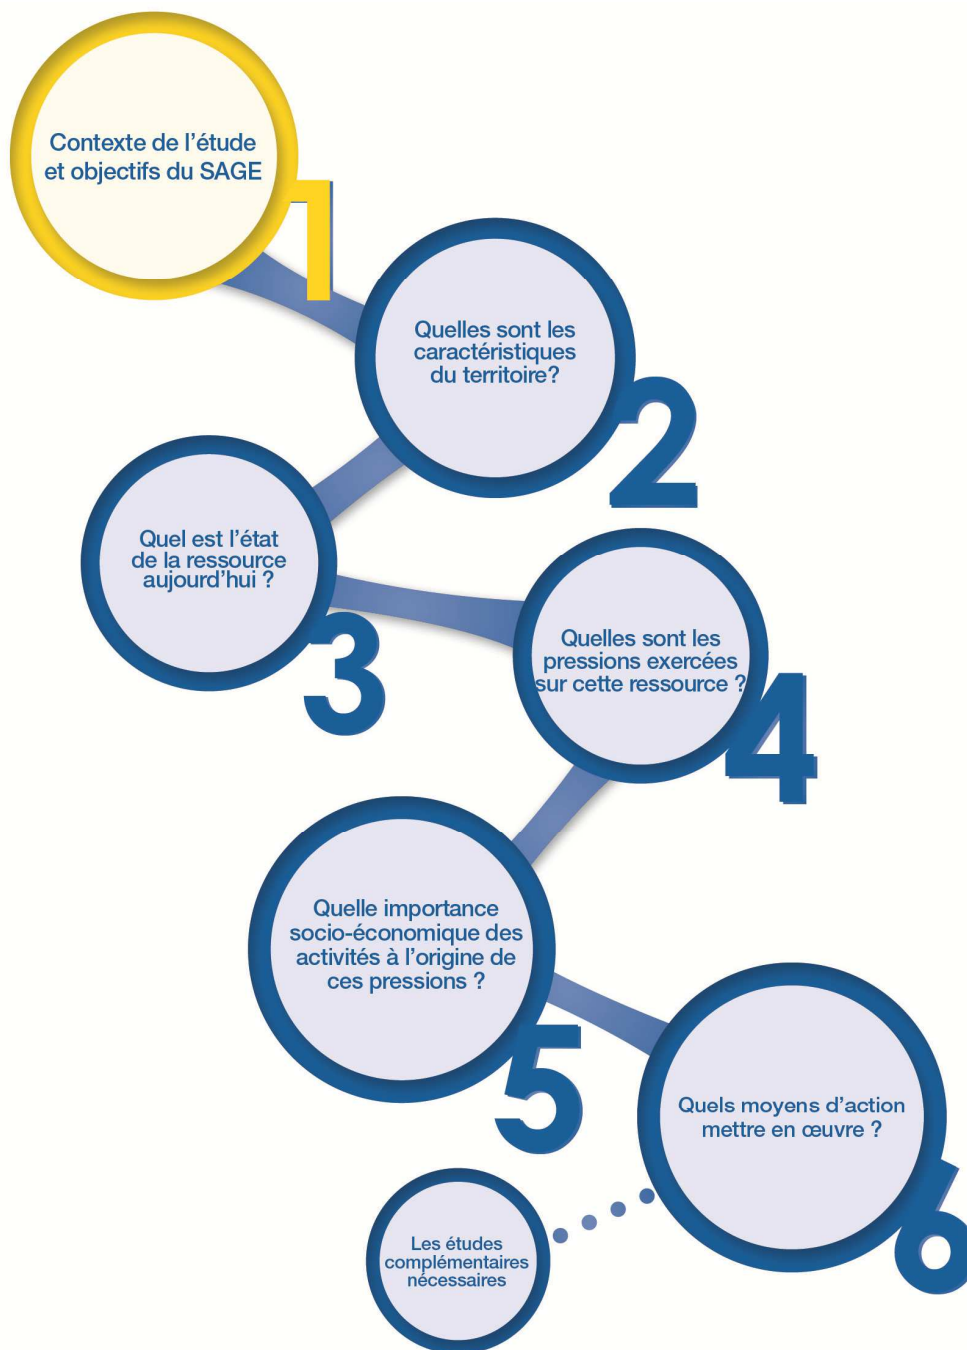 Contexte de l'étude
et objectifs du SAGE
1
Quelles sont les
caractéristiques
du territoire?
2
Quel est l'état
de la ressource
aujourd'hui ?
3
Quelles sont les
pressions exercées
sur cette ressource ?
4
Quelle importance
socio-économique des
activités à l'origine de
ces pressions ?
5
Quels moyens d'action
mettre en œuvre ?
6
Les études
complémentaires
nécessaires